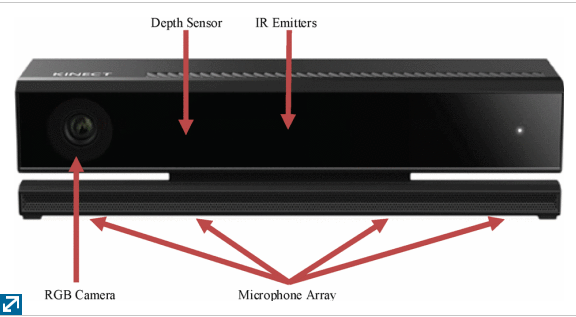 Depth Sensor IR Emitters
KINECT
RGB Camera Microphone Array